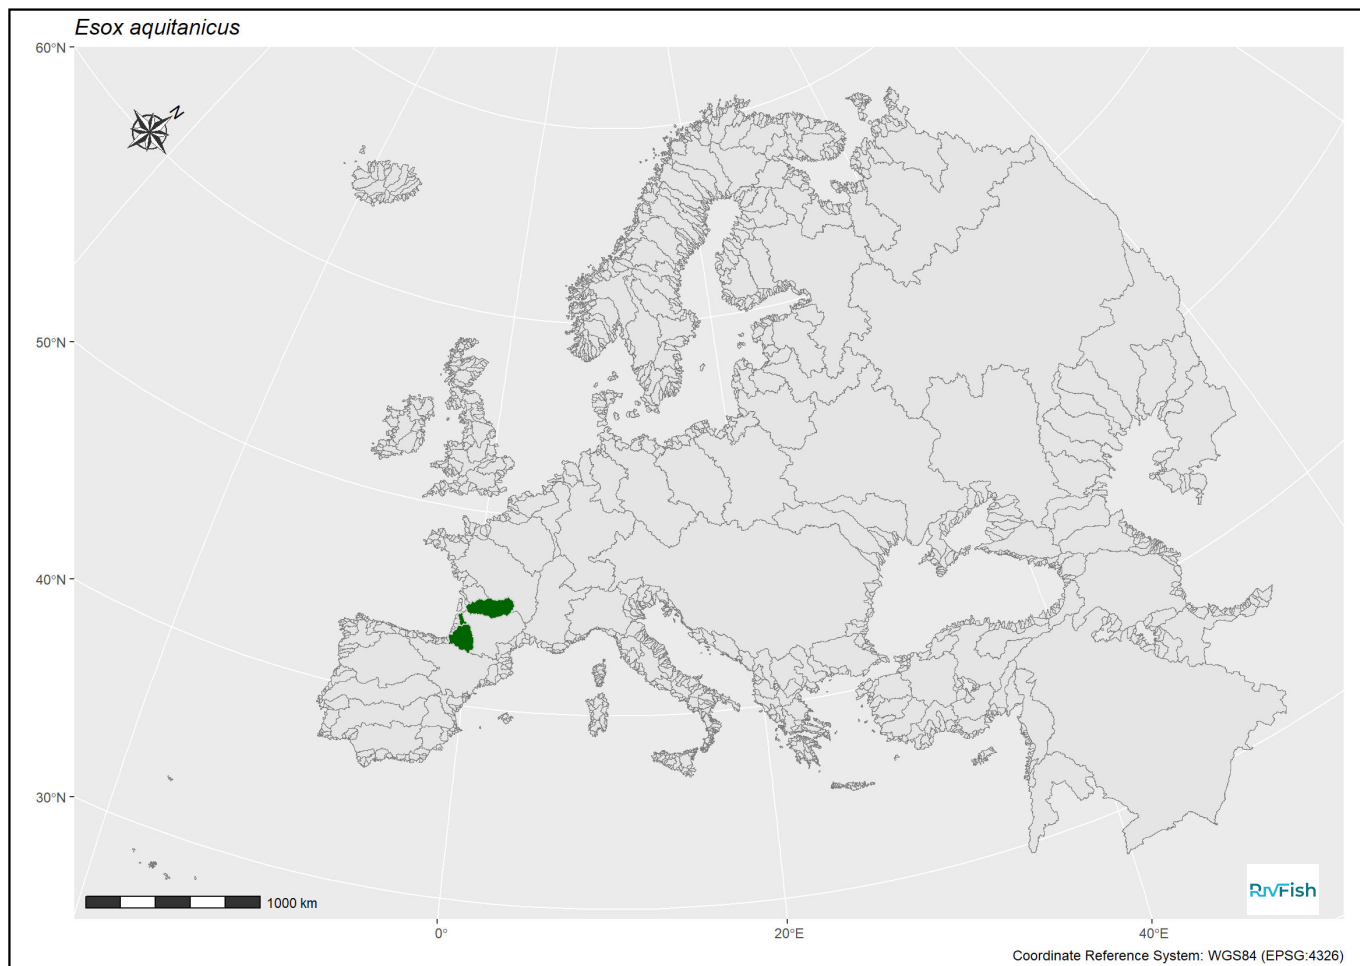 Esox aquitanicus
60°N
N
50°N
40°N
30°N
1000 km
RIVFISH
0°
20°E
40°E
Coordinate Reference System: WGS84 (EPSG:4326)